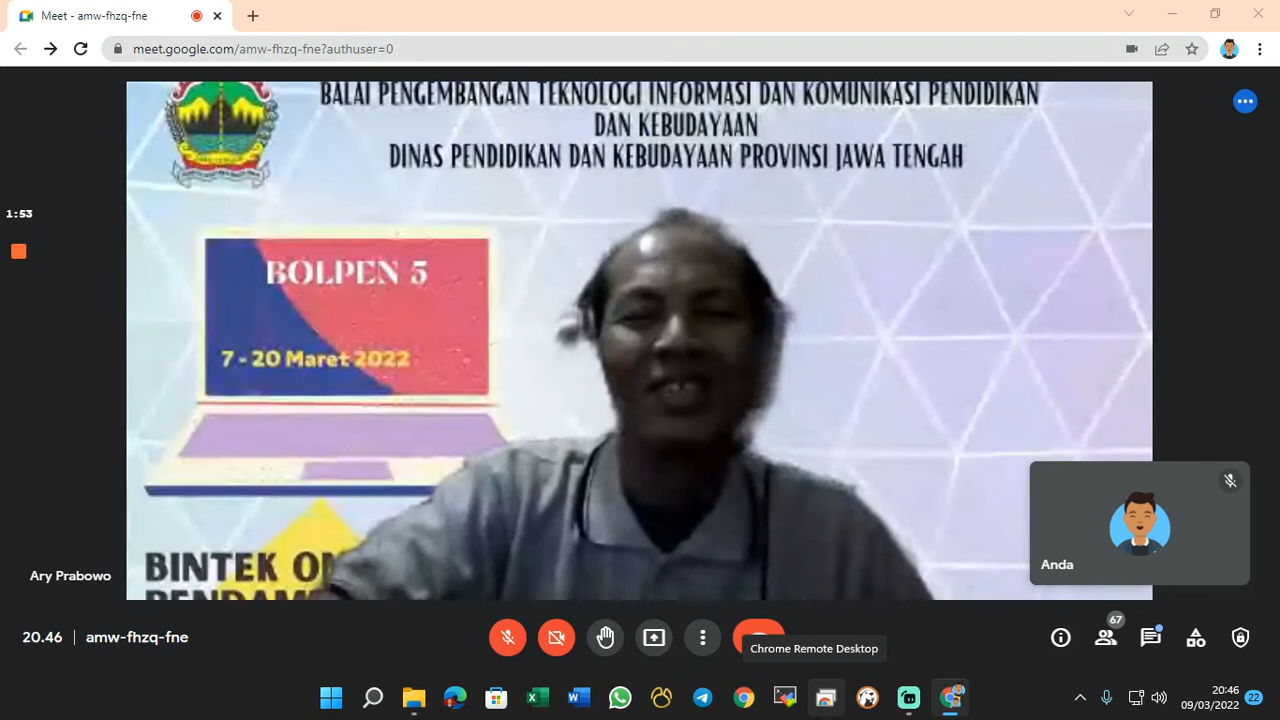 Meet - amw-fhzq-fne
meet.google.com/amw-fhzq-fne?authuser=0
BALAI PENGEMBANGAN TEKNOLOGI INFORMASI DAN KOMUNIKASI PENDIDIKAN
DAN KEBUDAYAAN
DINAS PENDIDIKAN DAN KEBUDAYAAN PROVINSI JAWA TENGAH
1:53
BOLPEN 5
7 - 20 Maret 2022
BINTEK
Ary Prabowo
Anda
20.46 | amw-fhzq-fne
67
Chrome Remote Desktop
20:46
09/03/2022
22